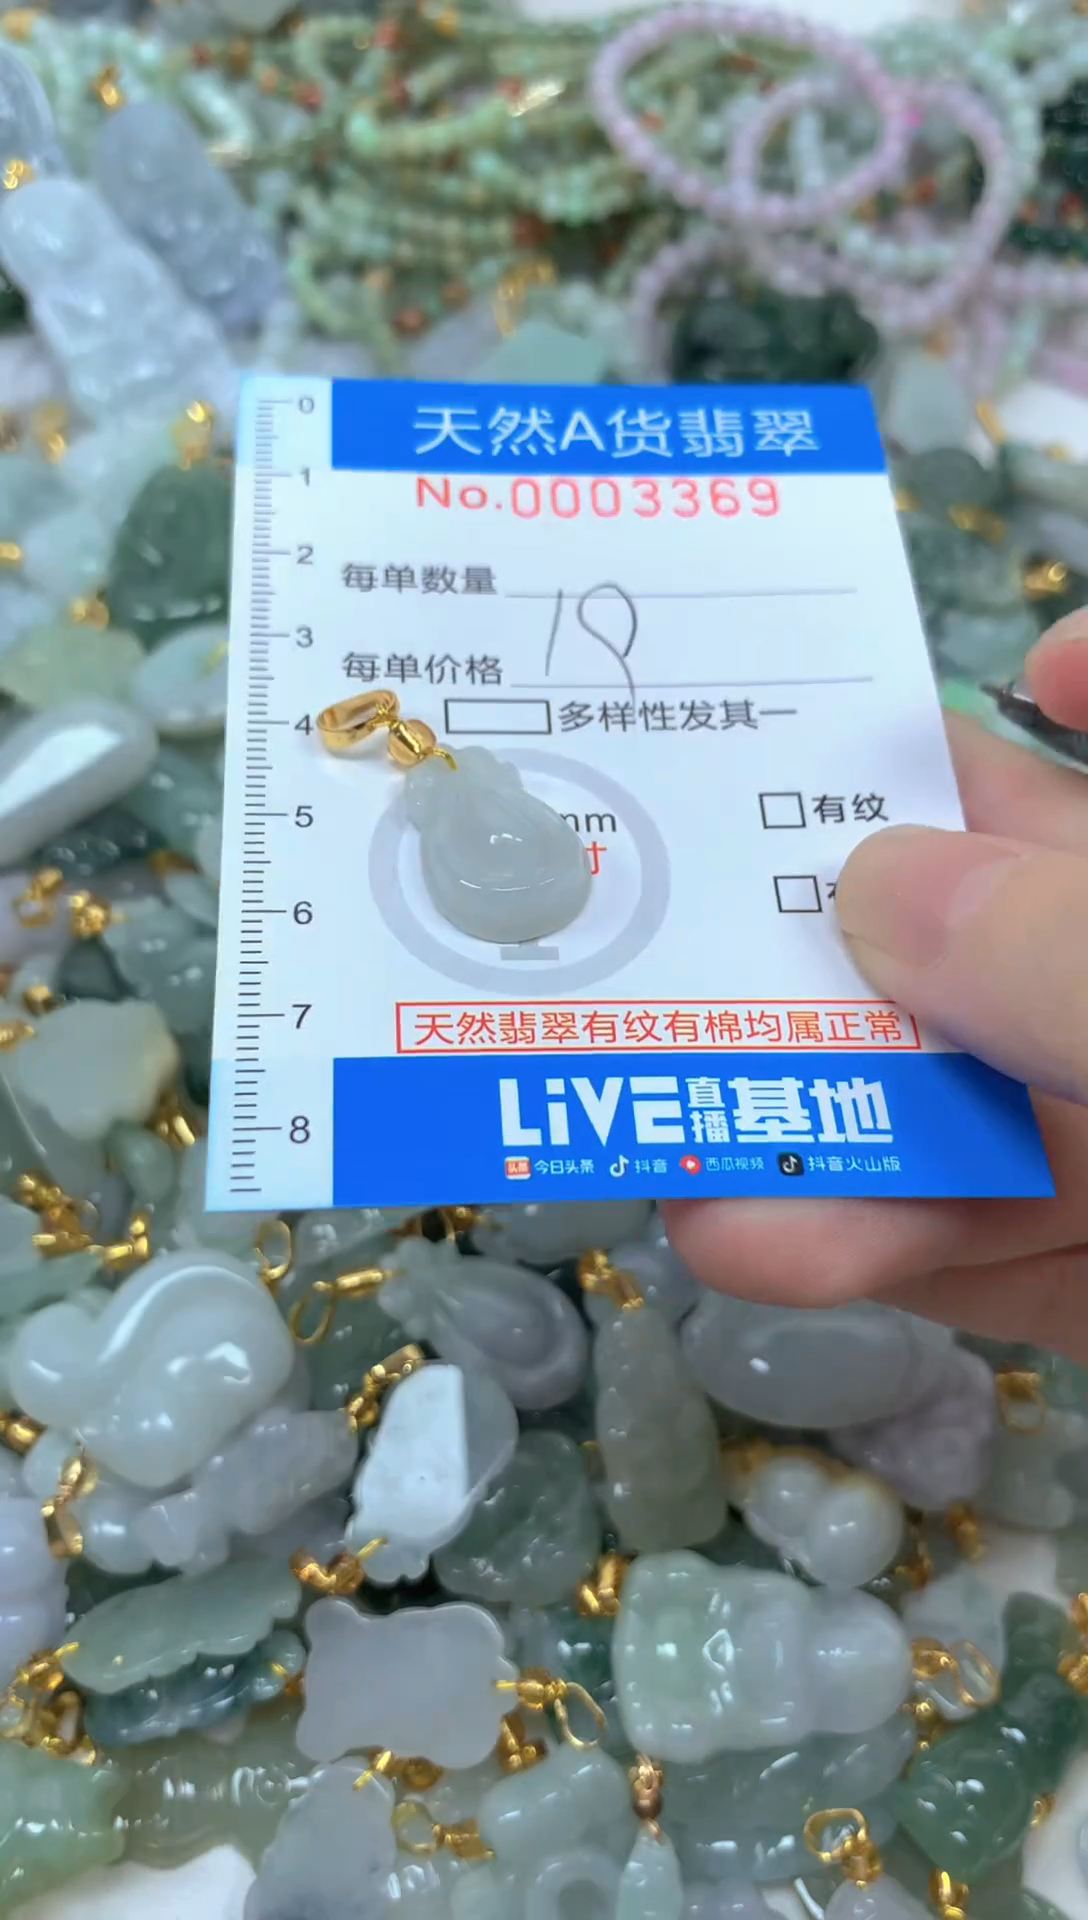 0
天然A货翡翠
1
No.0003369
2
每单数量
3
每单价格
4
多样性发其一
5
有纹
6
天然翡翠有纹有棉均属正常
7
LiVE直播基地
8
今日头条 抖音 西瓜视频 抖音火山版